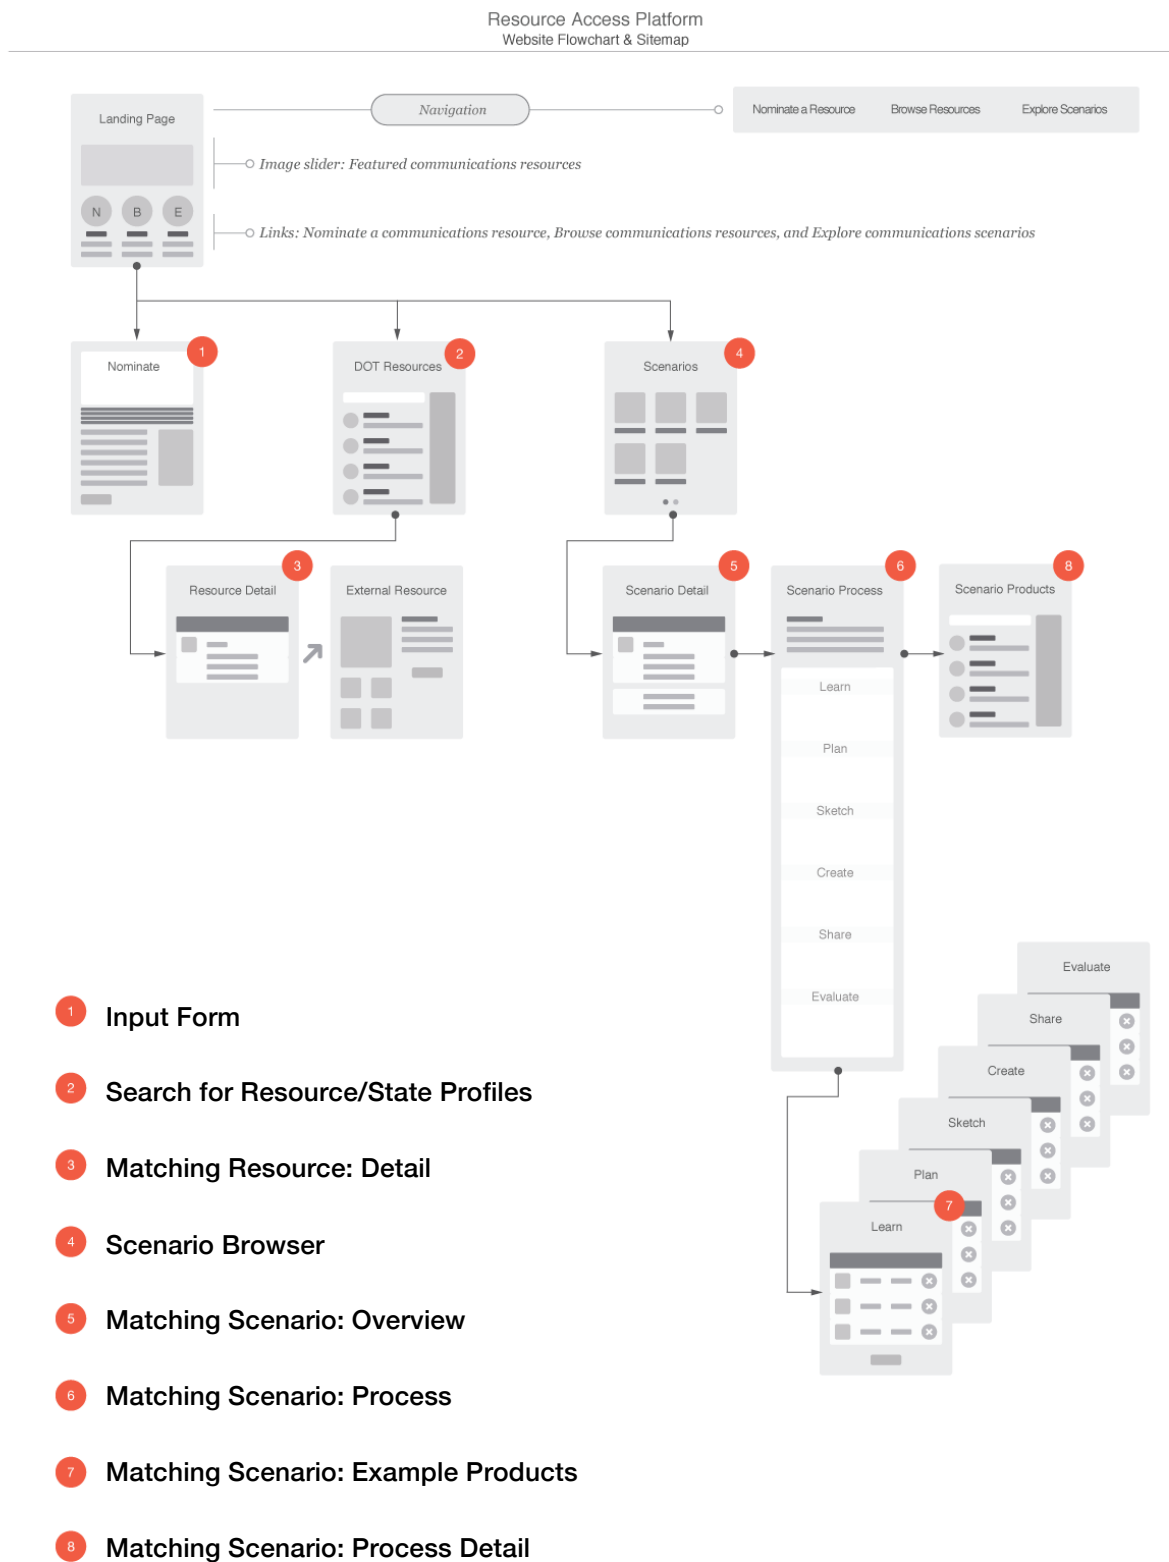 Resource Access Platform
Website Flowchart & Sitemap
Landing Page
Navigation
Nominate a Resource Browse Resources Explore Scenarios
Image slider: Featured communications resources
N B E
Links: Nominate a communications resource, Browse communications resources, and Explore communications scenarios
Nominate
1
DOT Resources
2
Scenarios
4
Resource Detail
3
External Resource
Scenario Detail
5
Scenario Process
6
Scenario Products
8
Learn
Plan
Sketch
Create
Share
Evaluate
Evaluate
Share
Create
Sketch
Plan
7
Learn
1 Input Form
2 Search for Resource/State Profiles
3 Matching Resource: Detail
4 Scenario Browser
5 Matching Scenario: Overview
6 Matching Scenario: Process
7 Matching Scenario: Example Products
8 Matching Scenario: Process Detail